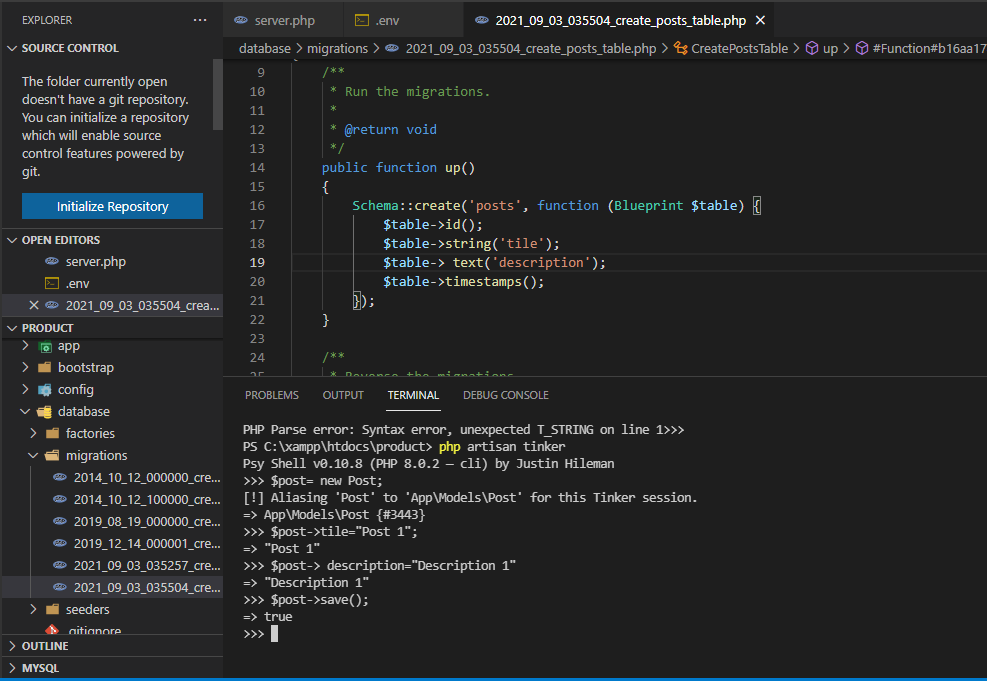 EXPLORER ···
SOURCE CONTROL
The folder currently open
doesn't have a git repository.
You can initialize a repository
which will enable source
control features powered by
git.
Initialize Repository
OPEN EDITORS
server.php
.env
2021_09_03_035504_crea...
PRODUCT
app
bootstrap
config
database
factories
migrations
2014_10_12_000000_cre...
2014_10_12_100000_cre...
2019_08_19_000000_cre...
2019_12_14_000001_cre...
2021_09_03_035257_cre...
2021_09_03_035504_cre...
seeders
.gitignore
OUTLINE
MYSQL
server.php .env 2021_09_03_035504_create_posts_table.php
database > migrations > 2021_09_03_035504_create_posts_table.php > CreatePostsTable > up > #Function#b16aa17
9 /**
10 * Run the migrations.
11 *
12 * @return void
13 */
14 public function up()
15 {
16 Schema::create('posts', function (Blueprint $table) {
17 $table->id();
18 $table->string('tile');
19 $table-> text('description');
20 $table->timestamps();
21 });
22 }
23
24 /**
25 * Reverse the migrations.
PROBLEMS OUTPUT TERMINAL DEBUG CONSOLE
PHP Parse error: Syntax error, unexpected T_STRING on line 1>>>
PS C:\xampp\htdocs\product> php artisan tinker
Psy Shell v0.10.8 (PHP 8.0.2 — cli) by Justin Hileman
>>> $post= new Post;
[!] Aliasing 'Post' to 'App\Models\Post' for this Tinker session.
=> App\Models\Post {#3443}
>>> $post->tile="Post 1";
=> "Post 1"
>>> $post-> description="Description 1"
=> "Description 1"
>>> $post->save();
=> true
>>>